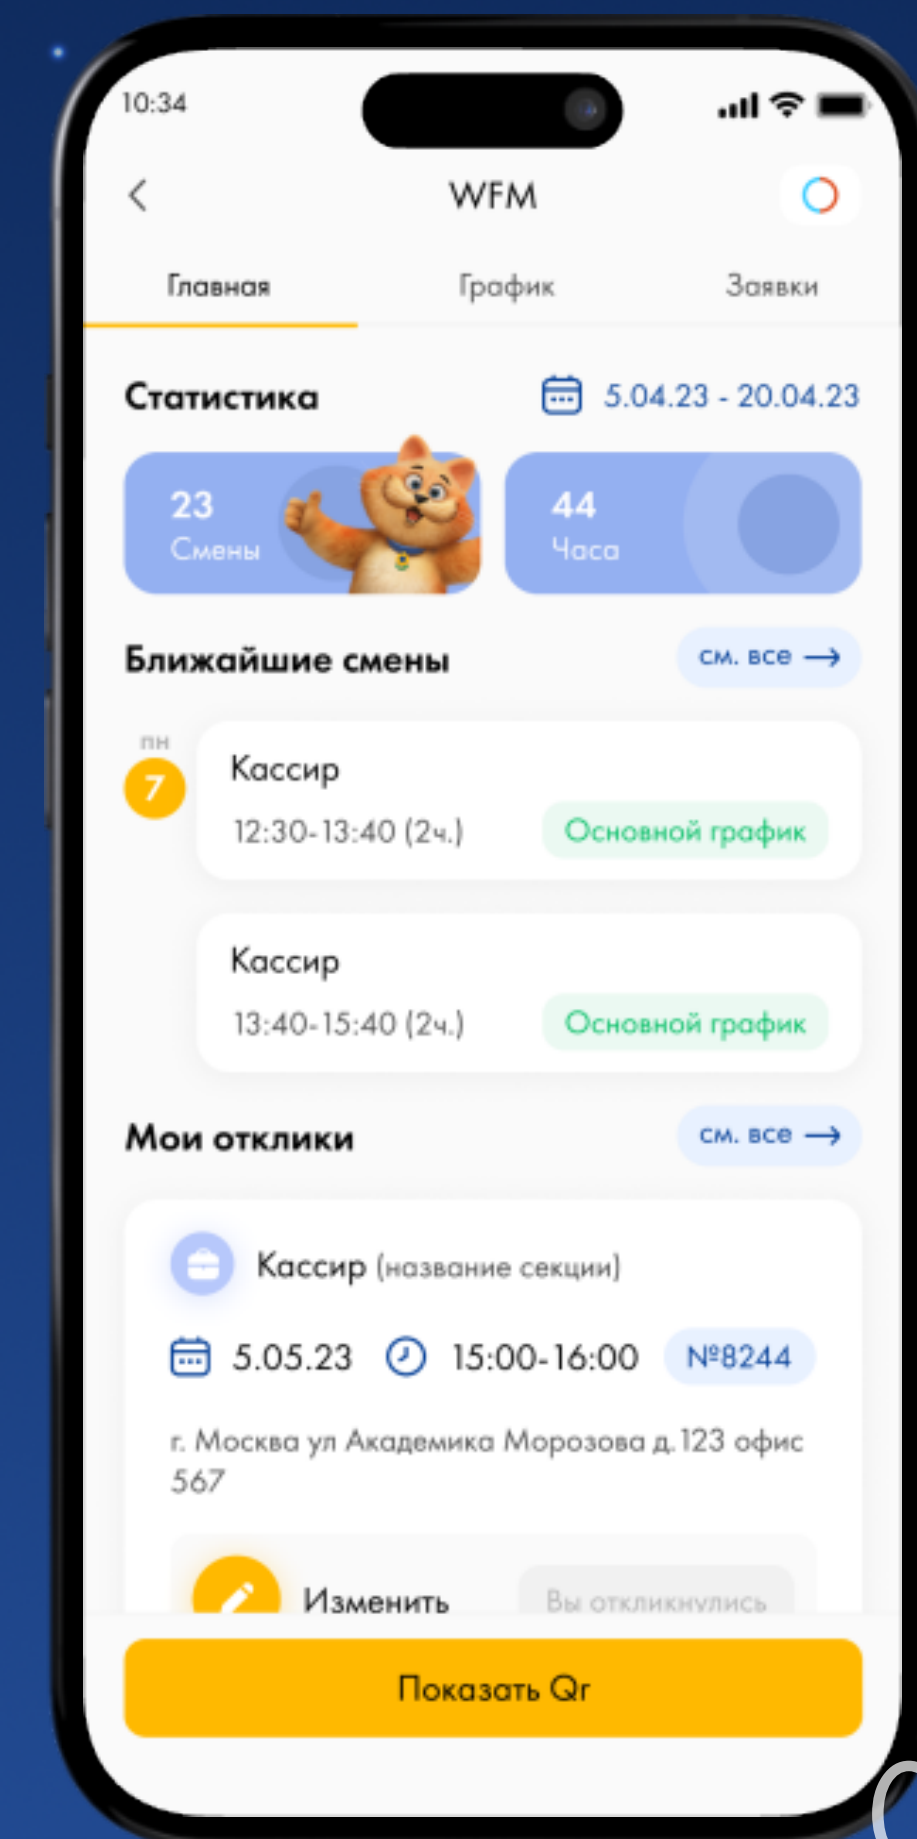 10:34
WFM
Главная График Заявки
Статистика 5.04.23 - 20.04.23
23
Смены
44
Часа
Ближайшие смены см. все →
пн
7
Кассир
12:30-13:40 (2ч.) Основной график
Кассир
13:40-15:40 (2ч.) Основной график
Мои отклики см. все →
Кассир (название секции)
5.05.23 15:00-16:00 №8244
г. Москва ул Академика Морозова д.123 офис
567
Изменить Вы откликнулись
Показать Qr